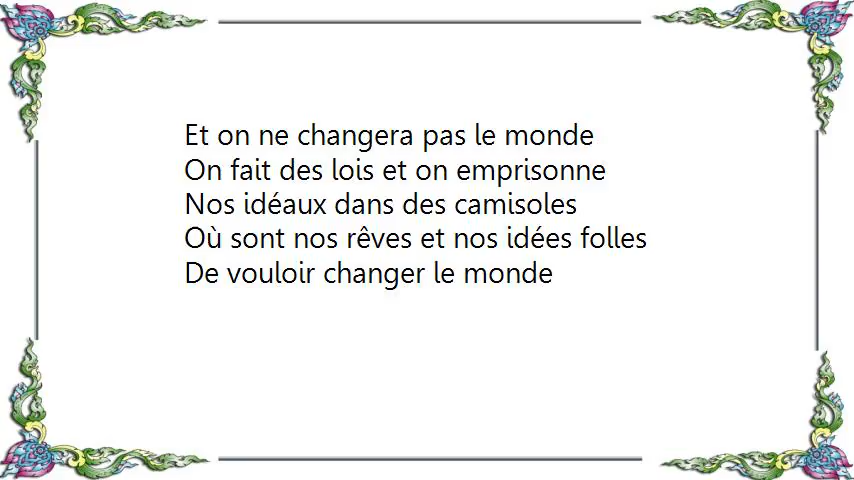 Et on ne changera pas le monde
On fait des lois et on emprisonne
Nos idéaux dans des camisoles
Où sont nos rêves et nos idées folles
De vouloir changer le monde